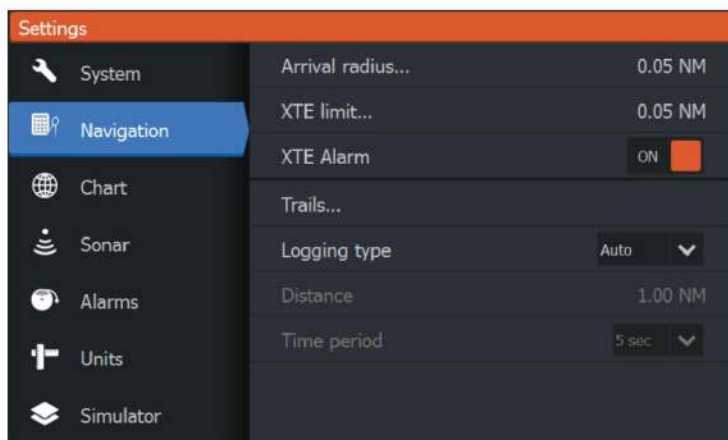 Settings
System
Navigation
Chart
Sonar
Alarms
Units
Simulator
Arrival radius... 0.05 NM
XTE limit... 0.05 NM
XTE Alarm ON
Trails...
Logging type Auto
Distance 1.00 NM
Time period 5 sec